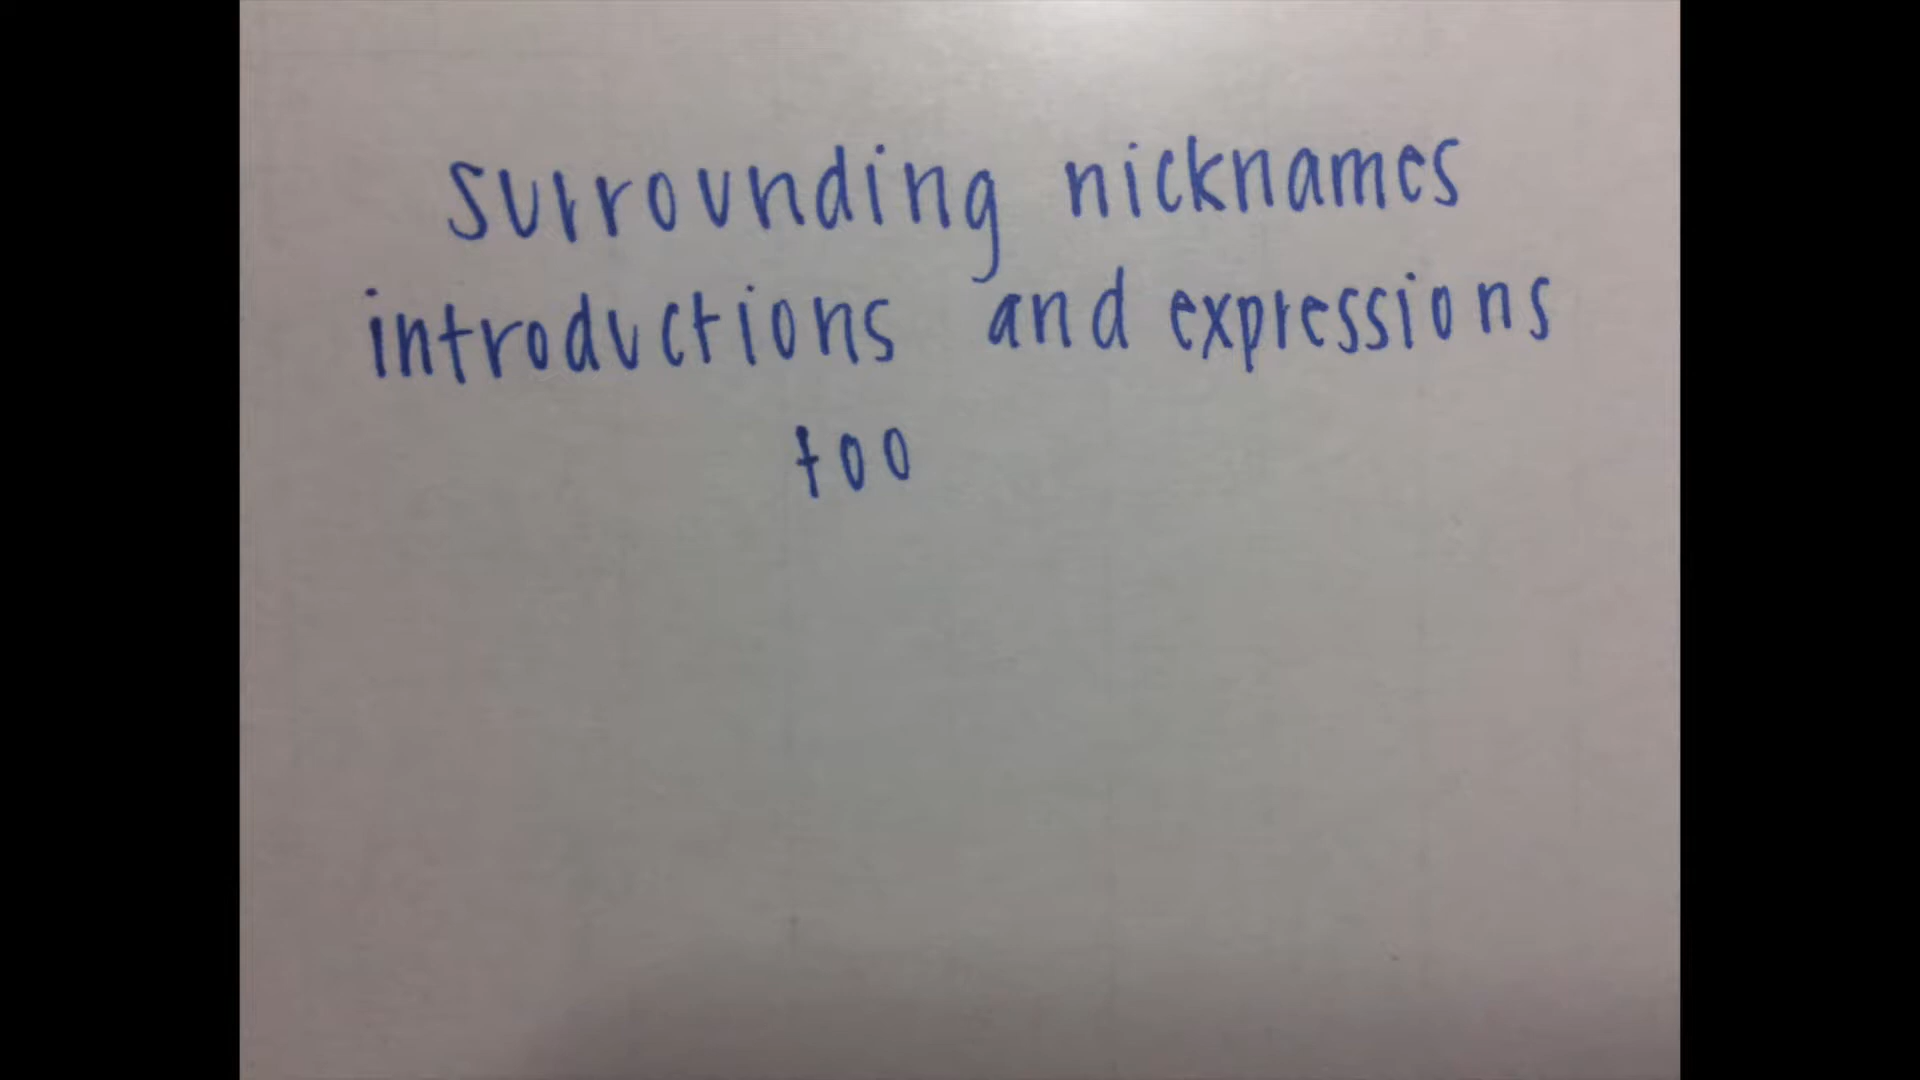 surrounding nicknames
introductions and expressions
too